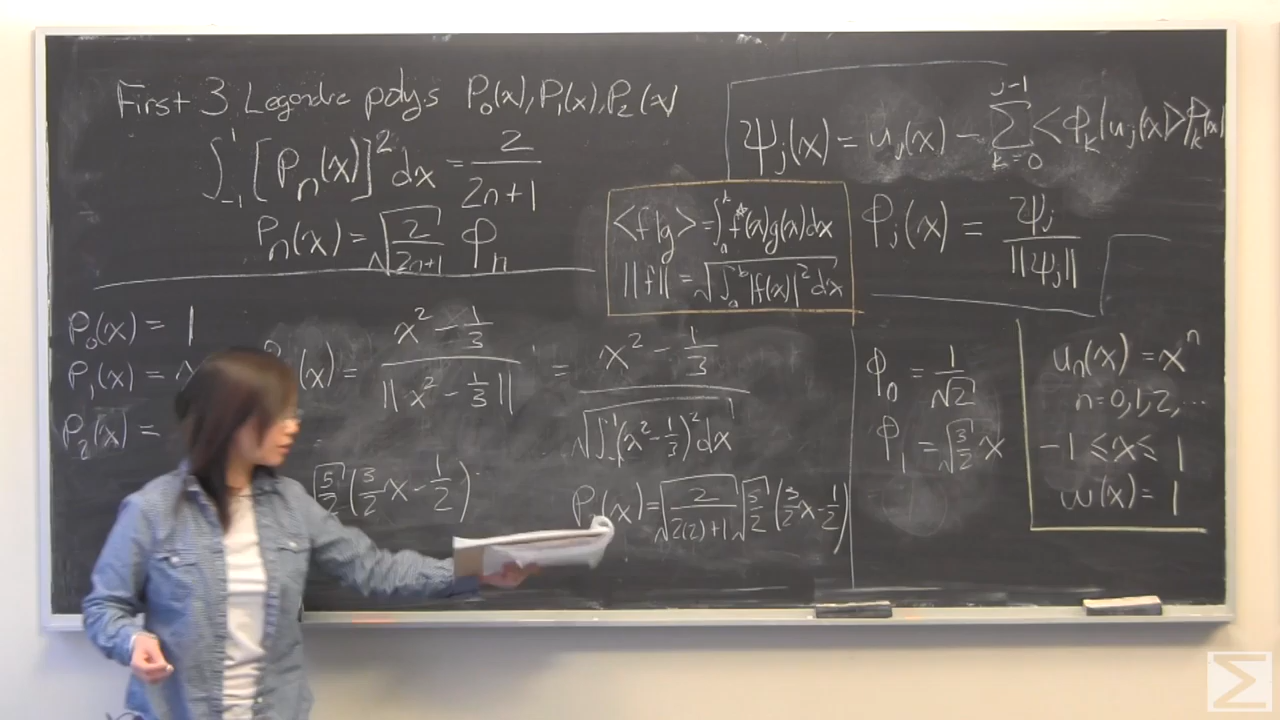 First 3 Legendre polys P₀(x), P₁(x), P₂(x)
∫₋₁¹ [Pₙ(x)]² dx = 2/(2n+1)
Pₙ(x) = √(2/(2n+1)) φₙ
ψⱼ(x) = uⱼ(x) - Σₖ₌₀ʲ⁻¹ <φₖ|uⱼ(x)>φₖ(x)
<f|g> = ∫ₐᵇ f*(x)g(x)dx
||f|| = √(∫ₐᵇ |f(x)|² dx)
φⱼ(x) = ψⱼ/||ψⱼ||
P₀(x) = 1
P₁(x) =
P₂(x) =
(x) = (x² - 1/3)/||x² - 1/3|| = (x² - 1/3)/√(∫₋₁¹ (x² - 1/3)² dx)
√(5/2) (3/2 x - 1/2)
P₂(x) = √(2/(2(2)+1)) √(5/2) (3/2 x - 1/2)
φ₀ = 1/√2
φ₁ = √(3/2) x
uₙ(x) = xⁿ
n = 0,1,2,...
-1 ≤ x ≤ 1
w(x) = 1
Σ